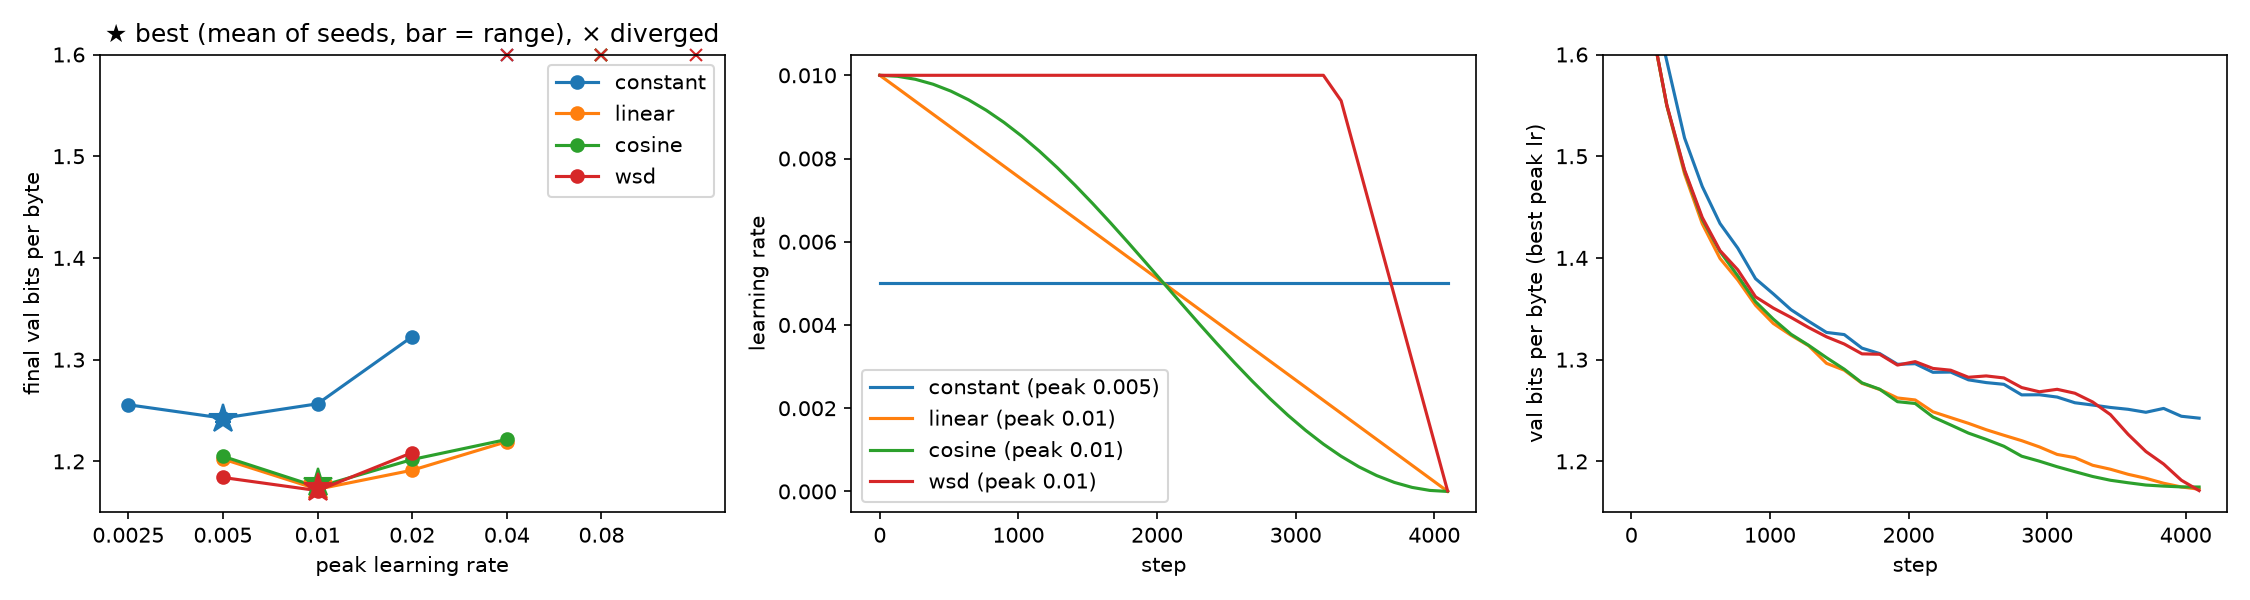 ★ best (mean of seeds, bar = range), × diverged
1.6
1.5
1.4
1.3
1.2
final val bits per byte
constant
linear
cosine
wsd
0.0025 0.005 0.01 0.02 0.04 0.08
peak learning rate
0.010
0.008
0.006
0.004
0.002
0.000
learning rate
constant (peak 0.005)
linear (peak 0.01)
cosine (peak 0.01)
wsd (peak 0.01)
0 1000 2000 3000 4000
step
1.6
1.5
1.4
1.3
1.2
val bits per byte (best peak lr)
0 1000 2000 3000 4000
step